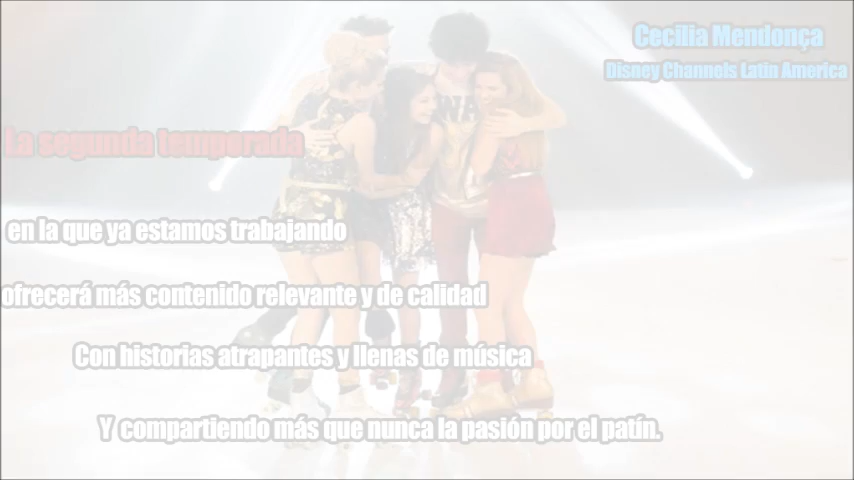 Cecilia Mendonça
Disney Channels Latin America
La segunda temporada
en la que ya estamos trabajando
ofrecerá más contenido relevante y de calidad
Con historias atrapantes y llenas de música
Y compartiendo más que nunca la pasión por el patín.